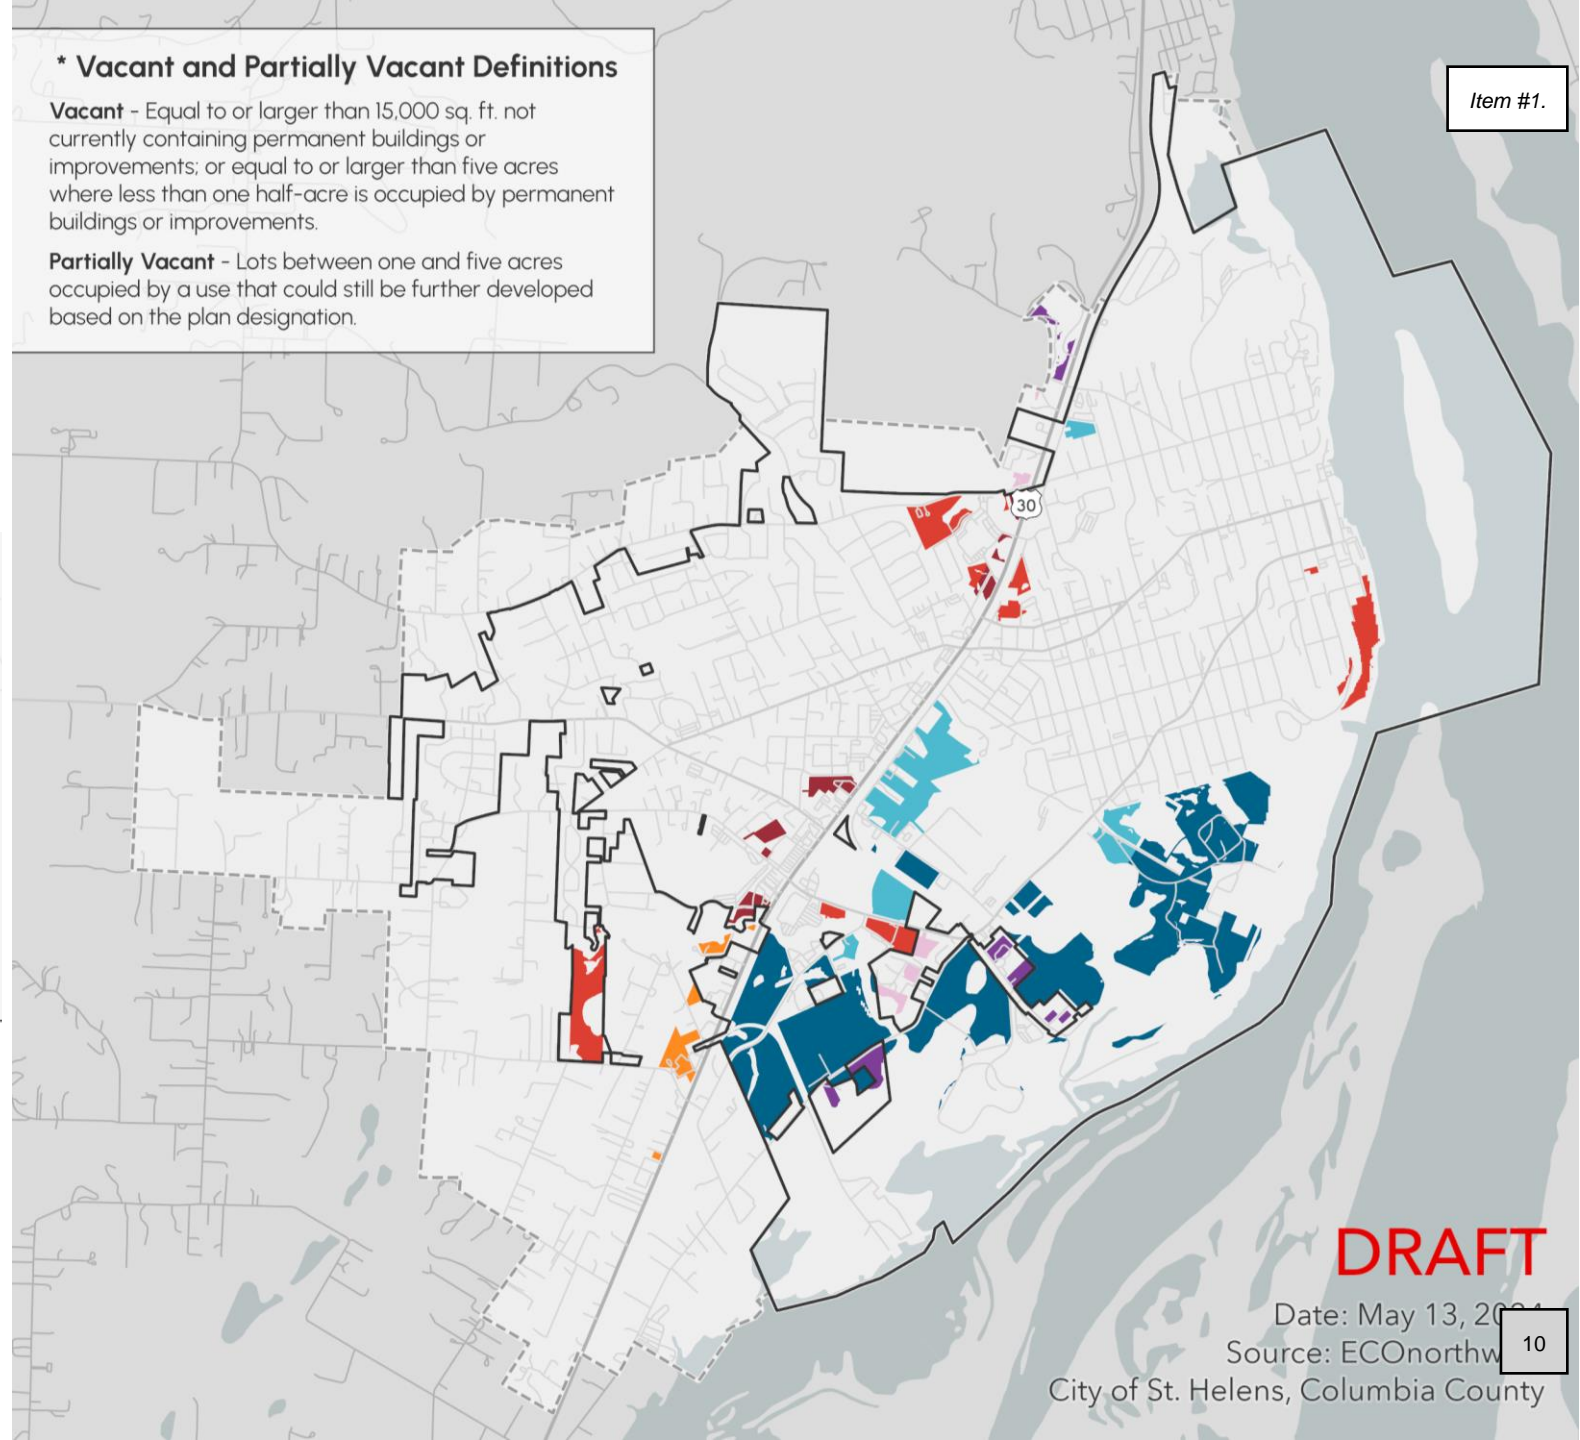 * Vacant and Partially Vacant Definitions
Vacant - Equal to or larger than 15,000 sq. ft. not
currently containing permanent buildings or
improvements; or equal to or larger than five acres
where less than one half-acre is occupied by permanent
buildings or improvements.
Partially Vacant - Lots between one and five acres
occupied by a use that could still be further developed
based on the plan designation.
Item #1.
30
DRAFT
Date: May 13,
Source:
10
City of St. Helens, Columbia County